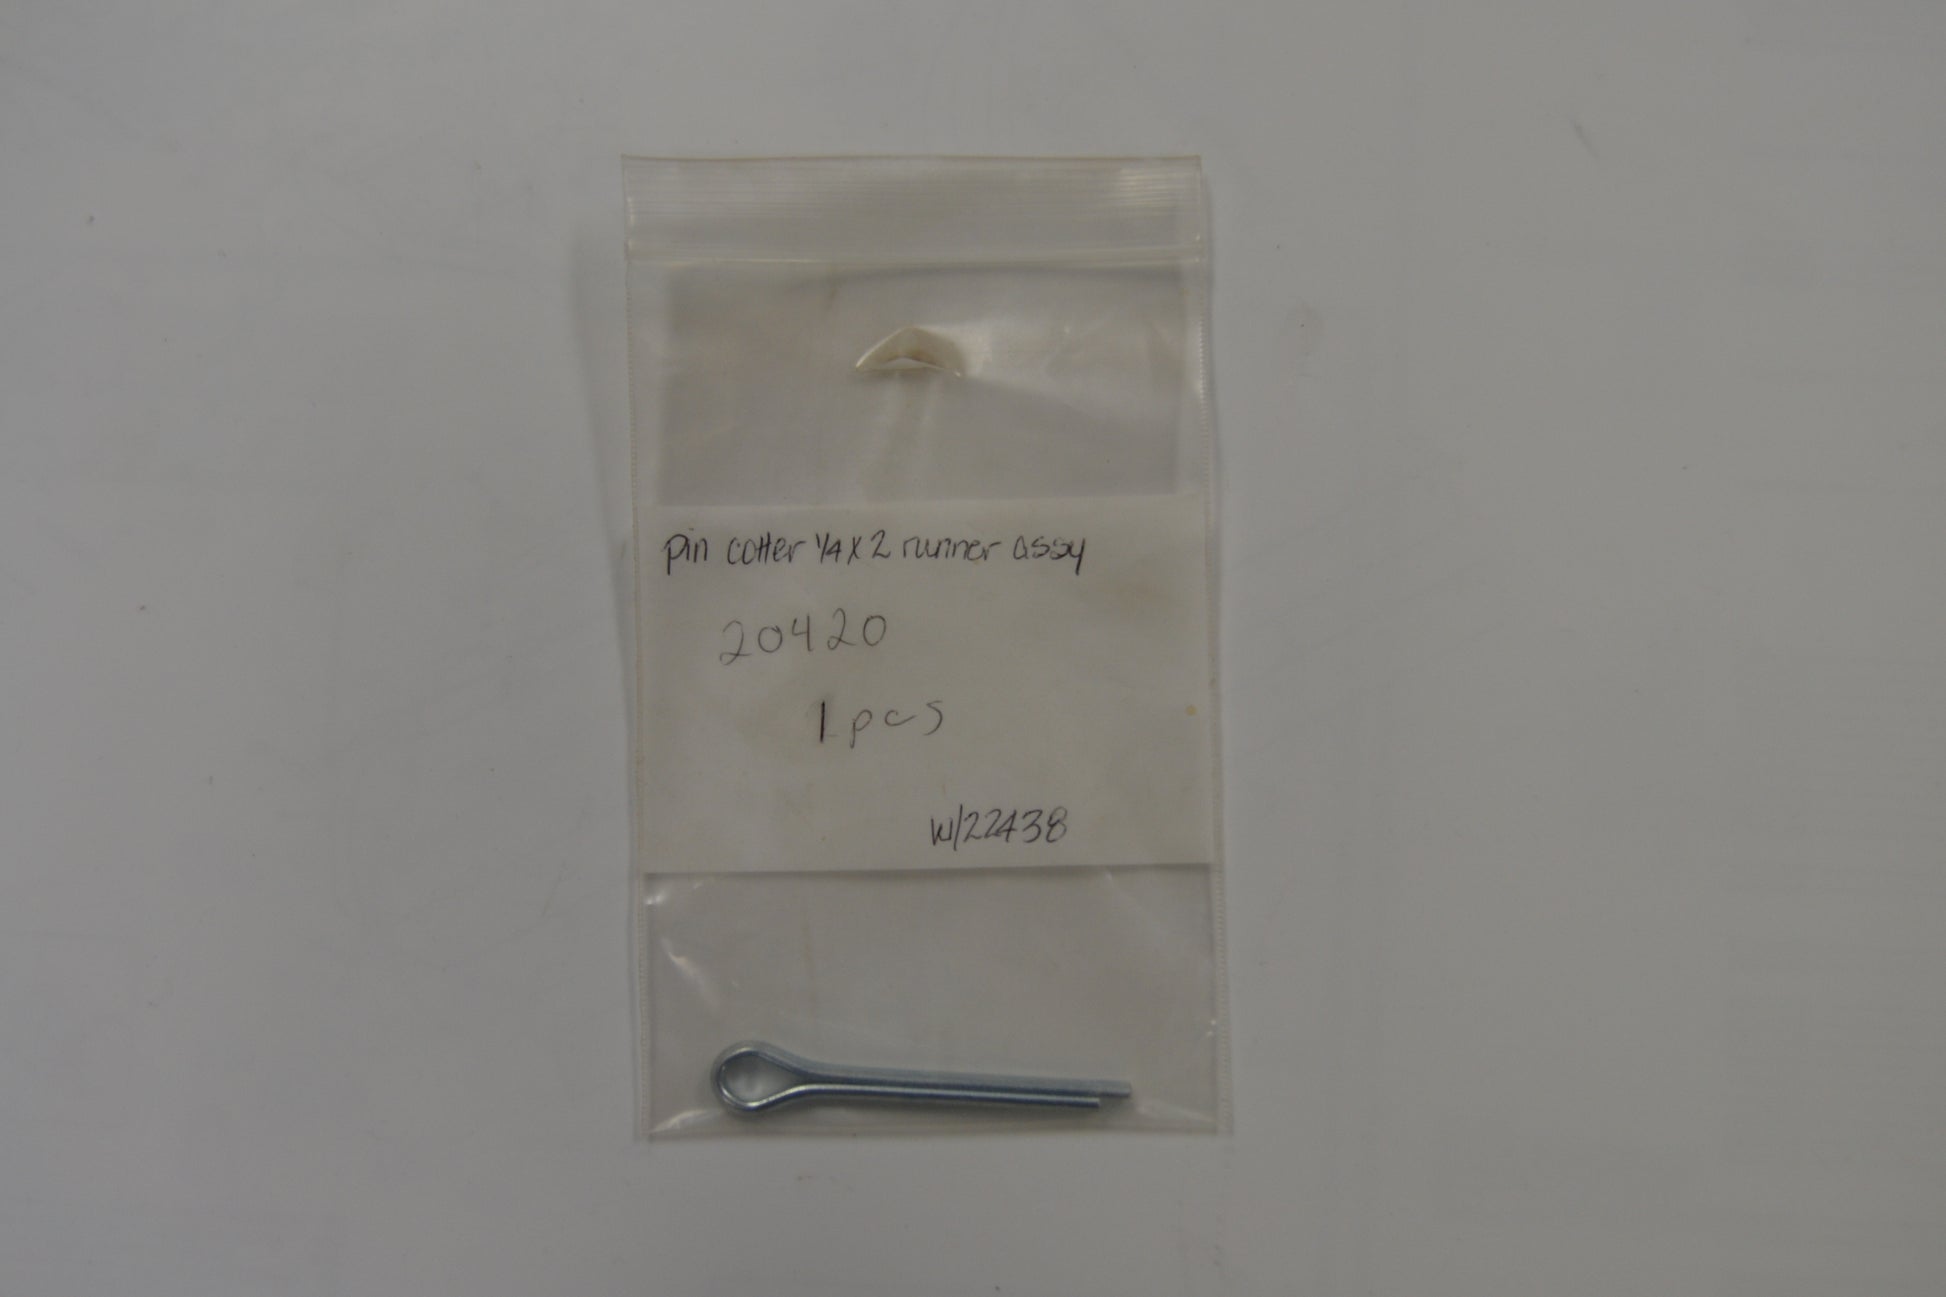 pin cotter 1/4 x 2 runner assy
20420
1 pcs
w/22438